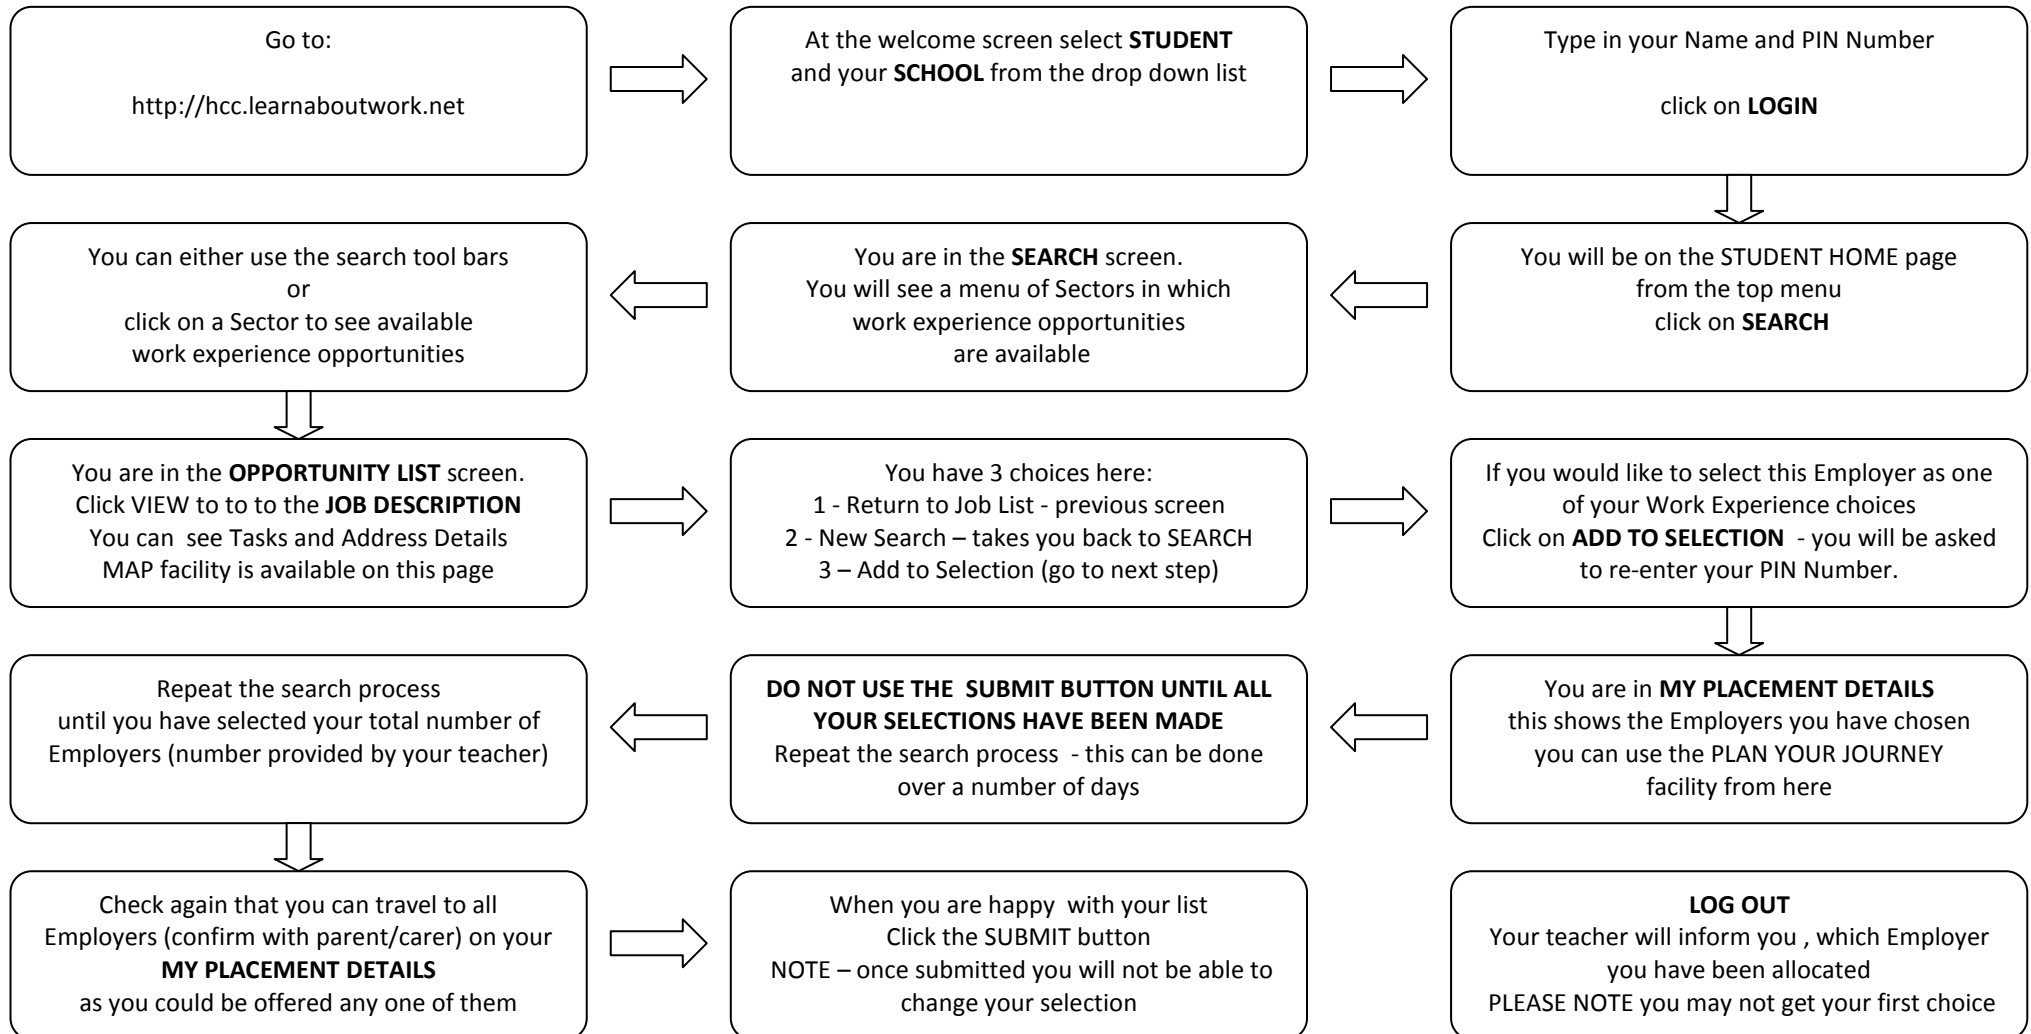 Go to:
http://hcc.learnaboutwork.net
At the welcome screen select STUDENT
and your SCHOOL from the drop down list
Type in your Name and PIN Number
click on LOGIN
You will be on the STUDENT HOME page
from the top menu
click on SEARCH
You are in the SEARCH screen.
You will see a menu of Sectors in which
work experience opportunities
are available
You can either use the search tool bars
or
click on a Sector to see available
work experience opportunities
You are in the OPPORTUNITY LIST screen.
Click VIEW to to to the JOB DESCRIPTION
You can see Tasks and Address Details
MAP facility is available on this page
You have 3 choices here:
1 - Return to Job List - previous screen
2 - New Search – takes you back to SEARCH
3 – Add to Selection (go to next step)
If you would like to select this Employer as one
of your Work Experience choices
Click on ADD TO SELECTION - you will be asked
to re-enter your PIN Number.
You are in MY PLACEMENT DETAILS
this shows the Employers you have chosen
you can use the PLAN YOUR JOURNEY
facility from here
DO NOT USE THE SUBMIT BUTTON UNTIL ALL
YOUR SELECTIONS HAVE BEEN MADE
Repeat the search process - this can be done
over a number of days
Repeat the search process
until you have selected your total number of
Employers (number provided by your teacher)
Check again that you can travel to all
Employers (confirm with parent/carer) on your
MY PLACEMENT DETAILS
as you could be offered any one of them
When you are happy with your list
Click the SUBMIT button
NOTE – once submitted you will not be able to
change your selection
LOG OUT
Your teacher will inform you , which Employer
you have been allocated
PLEASE NOTE you may not get your first choice